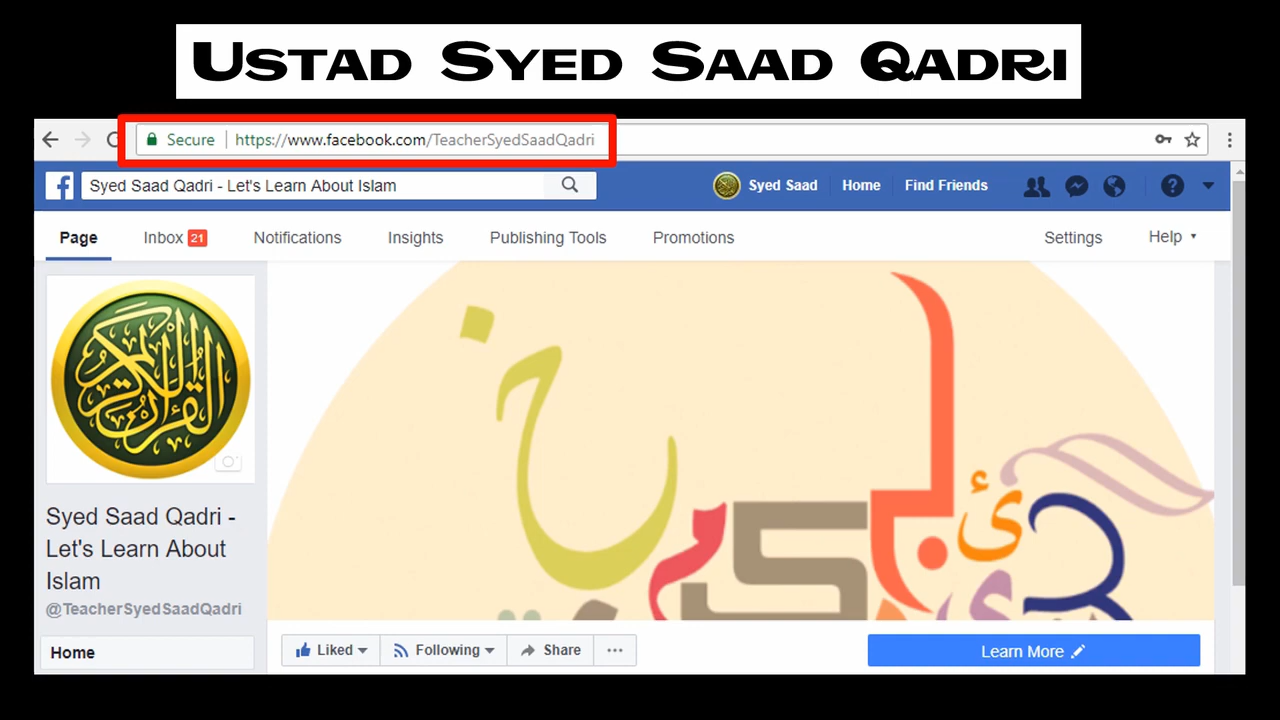 Ustad Syed Saad Qadri
Secure https://www.facebook.com/TeacherSyedSaadQadri
f Syed Saad Qadri - Let's Learn About Islam Syed Saad Home Find Friends ?
Page Inbox 21 Notifications Insights Publishing Tools Promotions Settings Help
القرآن الكريم
خ
م
ئ
Syed Saad Qadri -
Let's Learn About
Islam
@TeacherSyedSaadQadri
Home
Liked Following Share ... Learn More